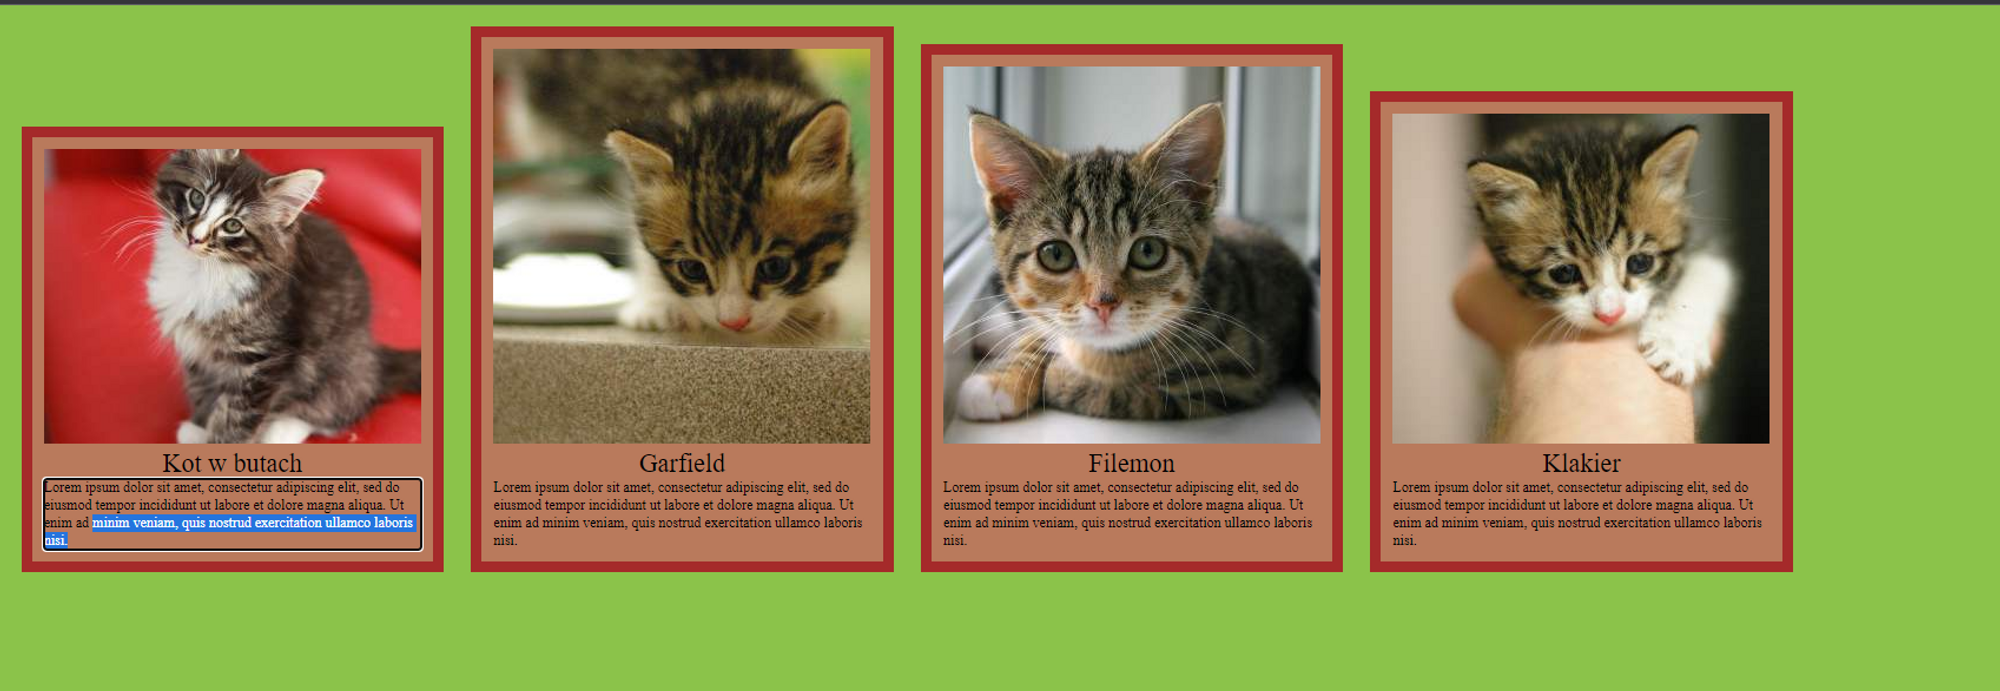 Kot w butach
Lorem ipsum dolor sit amet, consectetur adipiscing elit, sed do
eiusmod tempor incididunt ut labore et dolore magna aliqua. Ut
enim ad minim veniam, quis nostrud exercitation ullamco laboris
nisi.
Garfield
Lorem ipsum dolor sit amet, consectetur adipiscing elit, sed do
eiusmod tempor incididunt ut labore et dolore magna aliqua. Ut
enim ad minim veniam, quis nostrud exercitation ullamco laboris
nisi.
Filemon
Lorem ipsum dolor sit amet, consectetur adipiscing elit, sed do
eiusmod tempor incididunt ut labore et dolore magna aliqua. Ut
enim ad minim veniam, quis nostrud exercitation ullamco laboris
nisi.
Klakier
Lorem ipsum dolor sit amet, consectetur adipiscing elit, sed do
eiusmod tempor incididunt ut labore et dolore magna aliqua. Ut
enim ad minim veniam, quis nostrud exercitation ullamco laboris
nisi.